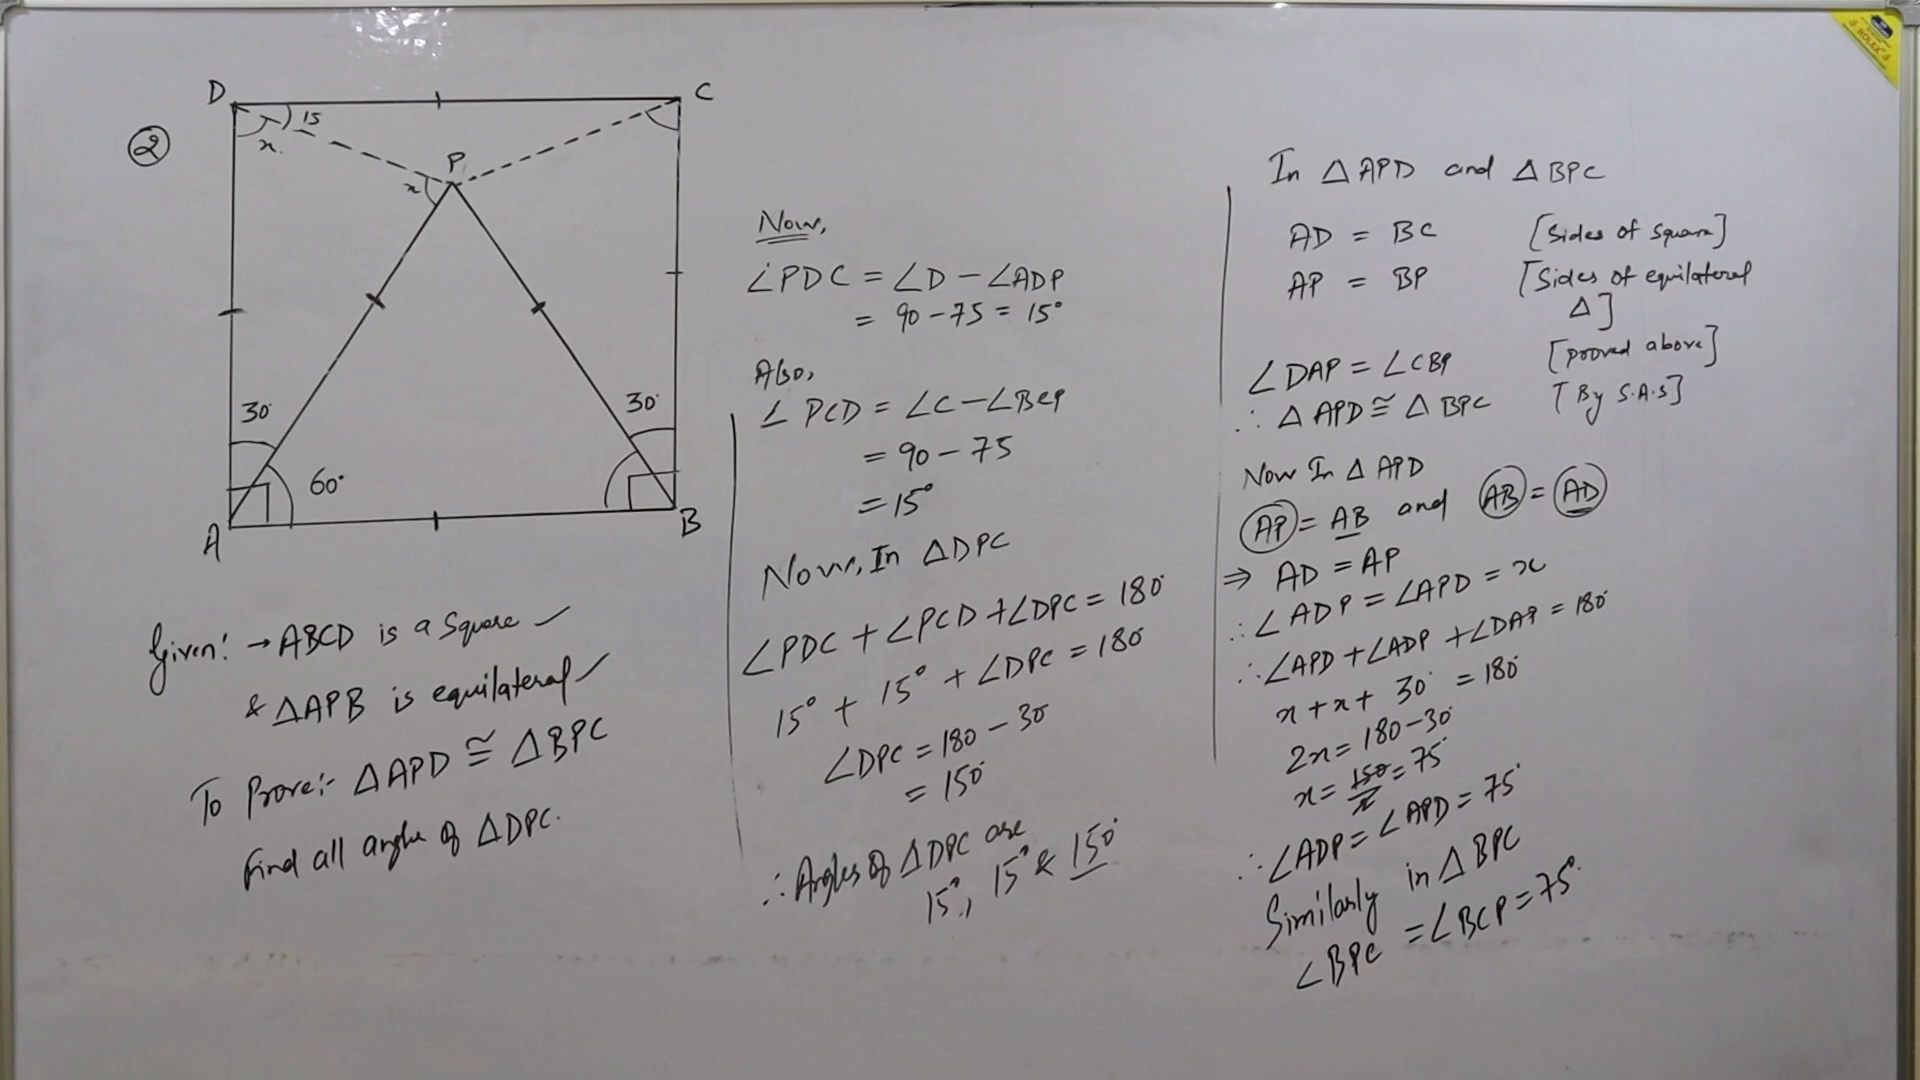 ②
D
C
15
x.
P
x
30°
30°
60°
A
B
Given: → ABCD is a square ✓
& △APB is equilateral ✓
To Prove:- △APD ≅ △BPC
Find all angle of △DPC.
Now,
∠PDC = ∠D - ∠ADP
= 90 - 75 = 15°
Also,
∠PCD = ∠C - ∠BCP
= 90 - 75
= 15°
Now, In △DPC
∠PDC + ∠PCD + ∠DPC = 180°
15° + 15° + ∠DPC = 180°
∠DPC = 180 - 30°
= 150°
∴ Angles of △DPC are
15°, 15° & 150°
In △APD and △BPC
AD = BC [Sides of square]
AP = BP [Sides of equilateral
△]
∠DAP = ∠CBP [proved above]
∴ △APD ≅ △BPC [By S.A.S]
Now In △APD
AP = AB and AB = AD
⇒ AD = AP
∴ ∠ADP = ∠APD = x
∴ ∠APD + ∠ADP + ∠DAP = 180°
x + x + 30° = 180°
2x = 180 - 30°
x = 150/2 = 75°
∴ ∠ADP = ∠APD = 75°
Similarly in △BPC
∠BPC = ∠BCP = 75°.